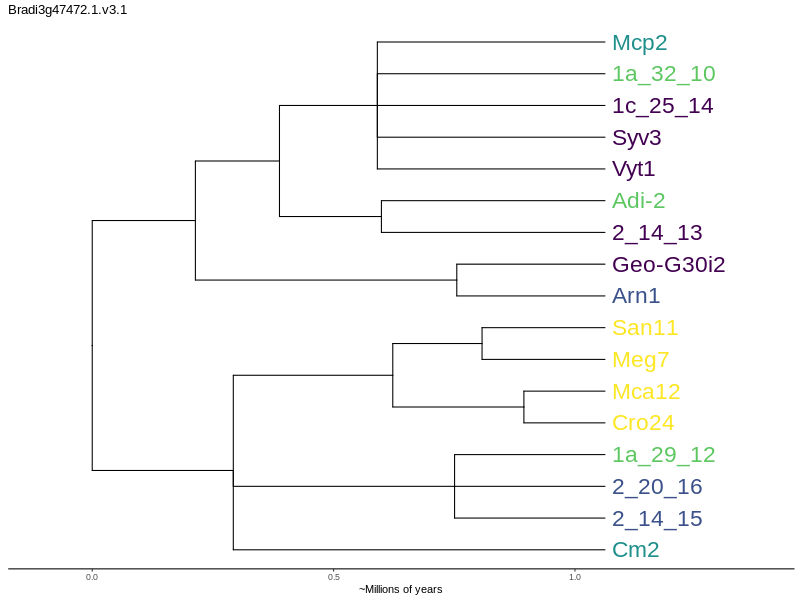 Bradi3g47472.1.v3.1
Mcp2
1a_32_10
1c_25_14
Syv3
Vyt1
Adi-2
2_14_13
Geo-G30i2
Arn1
San11
Meg7
Mca12
Cro24
1a_29_12
2_20_16
2_14_15
Cm2
0.0 0.5 1.0
~Millions of years